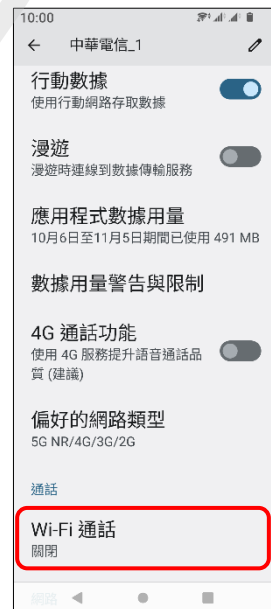 10:00
中華電信_1
行動數據
使用行動網路存取數據
漫遊
漫遊時連線到數據傳輸服務
應用程式數據用量
10月6日至11月5日期間已使用 491 MB
數據用量警告與限制
4G 通話功能
使用 4G 服務提升語音通話品
質 (建議)
偏好的網路類型
5G NR/4G/3G/2G
通話
Wi-Fi 通話
關閉
網路